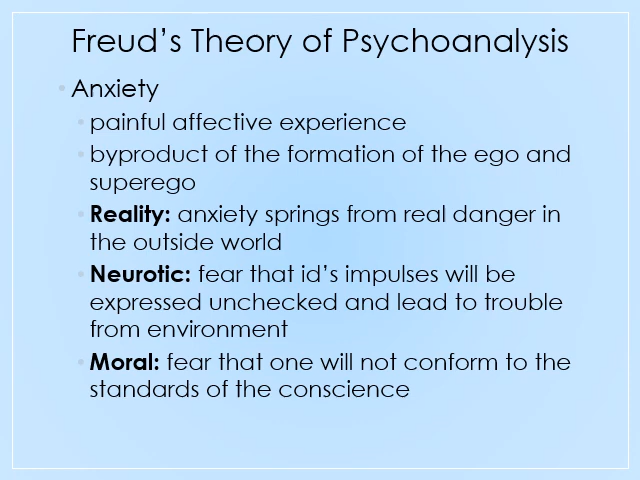 Freud’s Theory of Psychoanalysis
• Anxiety
• painful affective experience
• byproduct of the formation of the ego and
superego
• Reality: anxiety springs from real danger in
the outside world
• Neurotic: fear that id’s impulses will be
expressed unchecked and lead to trouble
from environment
• Moral: fear that one will not conform to the
standards of the conscience